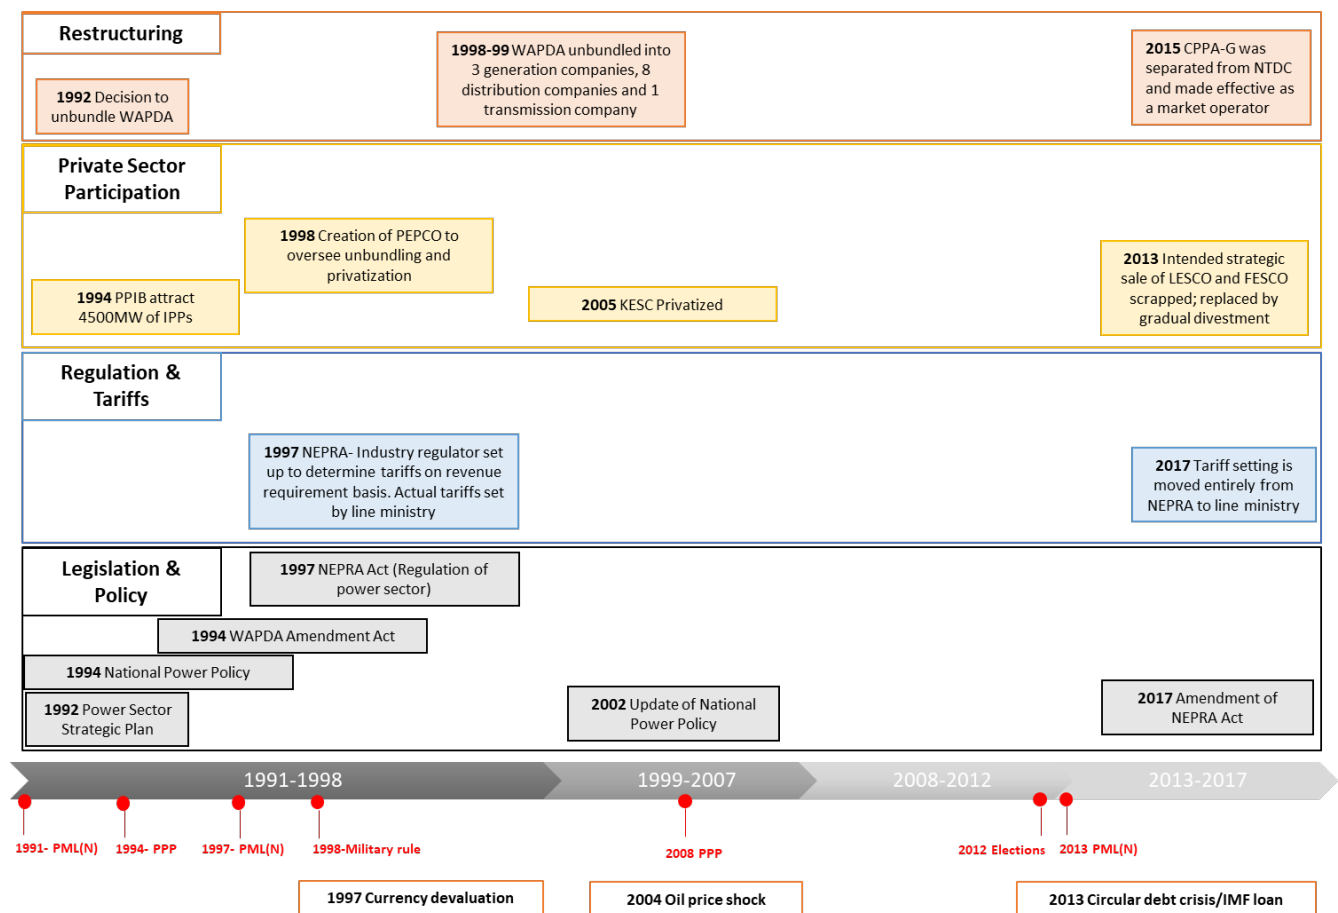 Restructuring
1992 Decision to
unbundle WAPDA
1998-99 WAPDA unbundled into
3 generation companies, 8
distribution companies and 1
transmission company
2015 CPPA-G was
separated from NTDC
and made effective as
a market operator
Private Sector
Participation
1994 PPIB attract
4500MW of IPPs
1998 Creation of PEPCO to
oversee unbundling and
privatization
2005 KESC Privatized
2013 Intended strategic
sale of LESCO and FESCO
scrapped; replaced by
gradual divestment
Regulation &
Tariffs
1997 NEPRA- Industry regulator set
up to determine tariffs on revenue
requirement basis. Actual tariffs set
by line ministry
2017 Tariff setting is
moved entirely from
NEPRA to line ministry
Legislation &
Policy
1997 NEPRA Act (Regulation of
power sector)
1994 WAPDA Amendment Act
1994 National Power Policy
1992 Power Sector
Strategic Plan
2002 Update of National
Power Policy
2017 Amendment of
NEPRA Act
1991-1998
1999-2007
2008-2012
2013-2017
1991- PML(N)
1994- PPP
1997- PML(N)
1998-Military rule
2008 PPP
2012 Elections
2013 PML(N)
1997 Currency devaluation
2004 Oil price shock
2013 Circular debt crisis/IMF loan